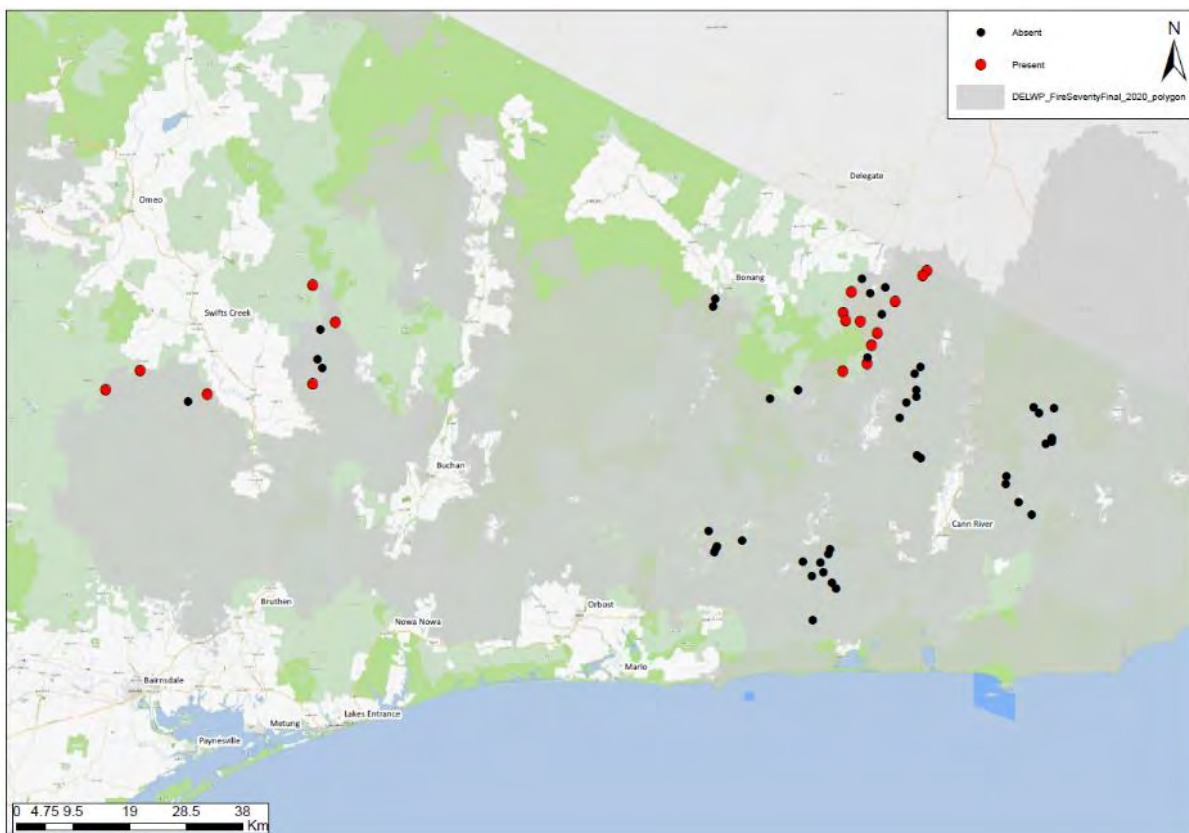 N
Absent
Present
DELWP_FireSeverityFinal_2020_polygon
Delegate
Omeo
Bonang
Swifts Creek
Buchan
Cann River
Bruthen
Orbost
Nowa Nowa
Marlo
Bairnsdale
Lakes Entrance
Metung
Paynesville
0 4.75 9.5 19 28.5 38
Km